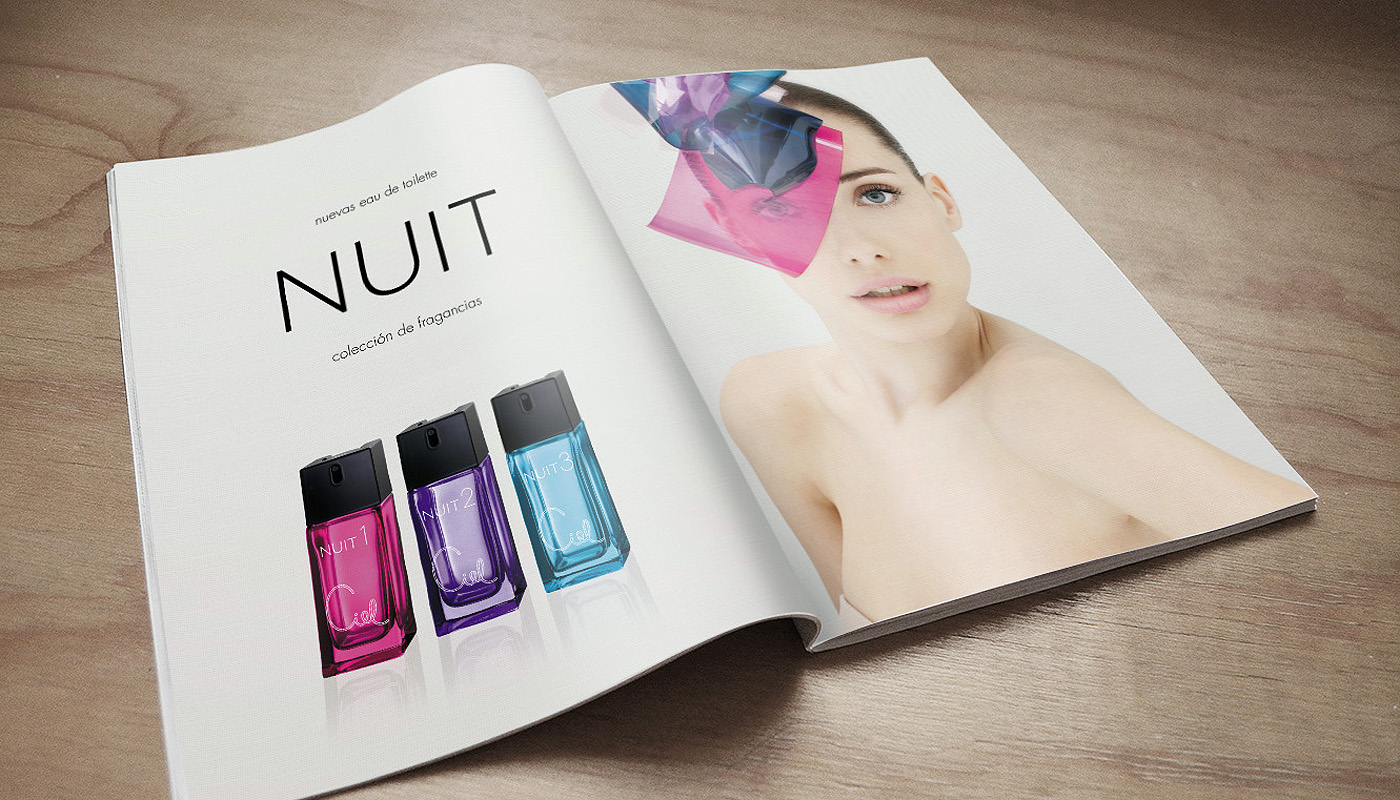 nuevas eau de toilette
NUIT
colección de fragancias
NUIT 1
Ciel
NUIT 2
Ciel
NUIT 3
Ciel